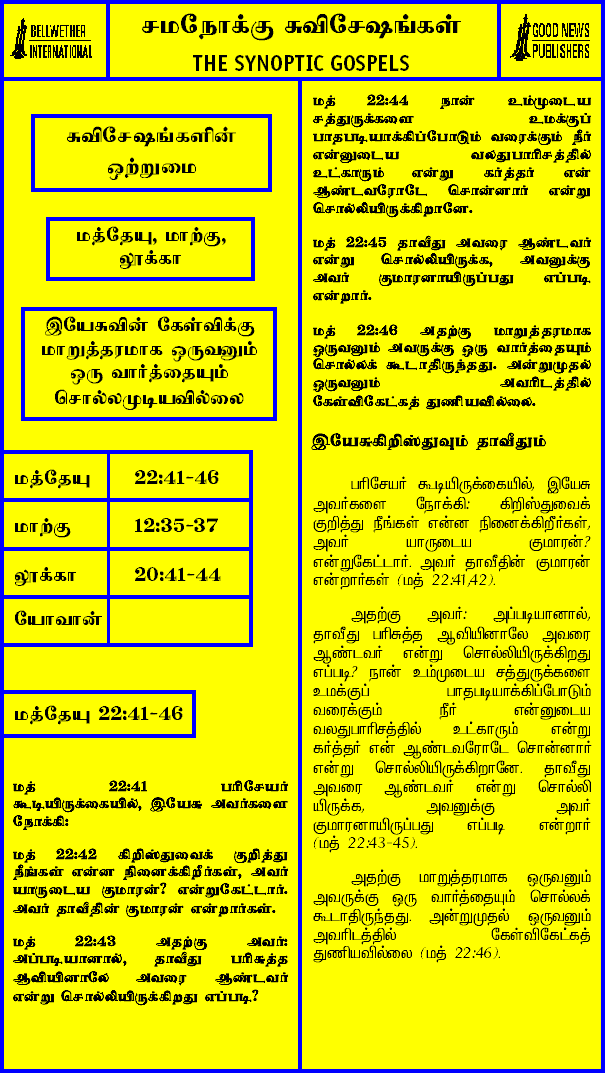 BELLWETHER
INTERNATIONAL
சமநோக்கு சுவிசேஷங்கள்
THE SYNOPTIC GOSPELS
GOOD NEWS
PUBLISHERS
சுவிசேஷங்களின்
ஒற்றுமை
மத்தேயு, மாற்கு,
லூக்கா
இயேசுவின் கேள்விக்கு
மாறுத்தரமாக ஒருவனும்
ஒரு வார்த்தையும்
சொல்லமுடியவில்லை
மத்தேயு 22:41-46
மாற்கு 12:35-37
லூக்கா 20:41-44
யோவான்
மத்தேயு 22:41-46
மத் 22:41 பரிசேயர்
கூடியிருக்கையில், இயேசு அவர்களை
நோக்கி:
மத் 22:42 கிறிஸ்துவைக் குறித்து
நீங்கள் என்ன நினைக்கிறீர்கள், அவர்
யாருடைய குமாரன்? என்றுகேட்டார்.
அவர் தாவீதின் குமாரன் என்றார்கள்.
மத் 22:43 அதற்கு அவர்:
அப்படியானால், தாவீது பரிசுத்த
ஆவியினாலே அவரை ஆண்டவர்
என்று சொல்லியிருக்கிறது எப்படி?
மத் 22:44 நான் உம்முடைய
சத்துருக்களை உமக்குப்
பாதபடியாக்கிப்போடும் வரைக்கும் நீர்
என்னுடைய வலதுபாரிசத்தில்
உட்காரும் என்று கர்த்தர் என்
ஆண்டவரோடே சொன்னார் என்று
சொல்லியிருக்கிறானே.
மத் 22:45 தாவீது அவரை ஆண்டவர்
என்று சொல்லியிருக்க, அவனுக்கு
அவர் குமாரனாயிருப்பது எப்படி
என்றார்.
மத் 22:46 அதற்கு மாறுத்தரமாக
ஒருவனும் அவருக்கு ஒரு வார்த்தையும்
சொல்லக் கூடாதிருந்தது. அன்றுமுதல்
ஒருவனும் அவரிடத்தில்
கேள்விகேட்கத் துணியவில்லை.
இயேசுகிறிஸ்துவும் தாவீதும்
பரிசேயர் கூடியிருக்கையில், இயேசு
அவர்களை நோக்கி: கிறிஸ்துவைக்
குறித்து நீங்கள் என்ன நினைக்கிறீர்கள்,
அவர் யாருடைய குமாரன்?
என்றுகேட்டார். அவர் தாவீதின் குமாரன்
என்றார்கள் (மத் 22:41,42).
அதற்கு அவர்: அப்படியானால்,
தாவீது பரிசுத்த ஆவியினாலே அவரை
ஆண்டவர் என்று சொல்லியிருக்கிறது
எப்படி? நான் உம்முடைய சத்துருக்களை
உமக்குப் பாதபடியாக்கிப்போடும்
வரைக்கும் நீர் என்னுடைய
வலதுபாரிசத்தில் உட்காரும் என்று
கர்த்தர் என் ஆண்டவரோடே சொன்னார்
என்று சொல்லியிருக்கிறானே. தாவீது
அவரை ஆண்டவர் என்று சொல்லி
யிருக்க, அவனுக்கு அவர்
குமாரனாயிருப்பது எப்படி என்றார்
(மத் 22:43-45).
அதற்கு மாறுத்தரமாக ஒருவனும்
அவருக்கு ஒரு வார்த்தையும் சொல்லக்
கூடாதிருந்தது. அன்றுமுதல் ஒருவனும்
அவரிடத்தில் கேள்விகேட்கத்
துணியவில்லை (மத் 22:46).